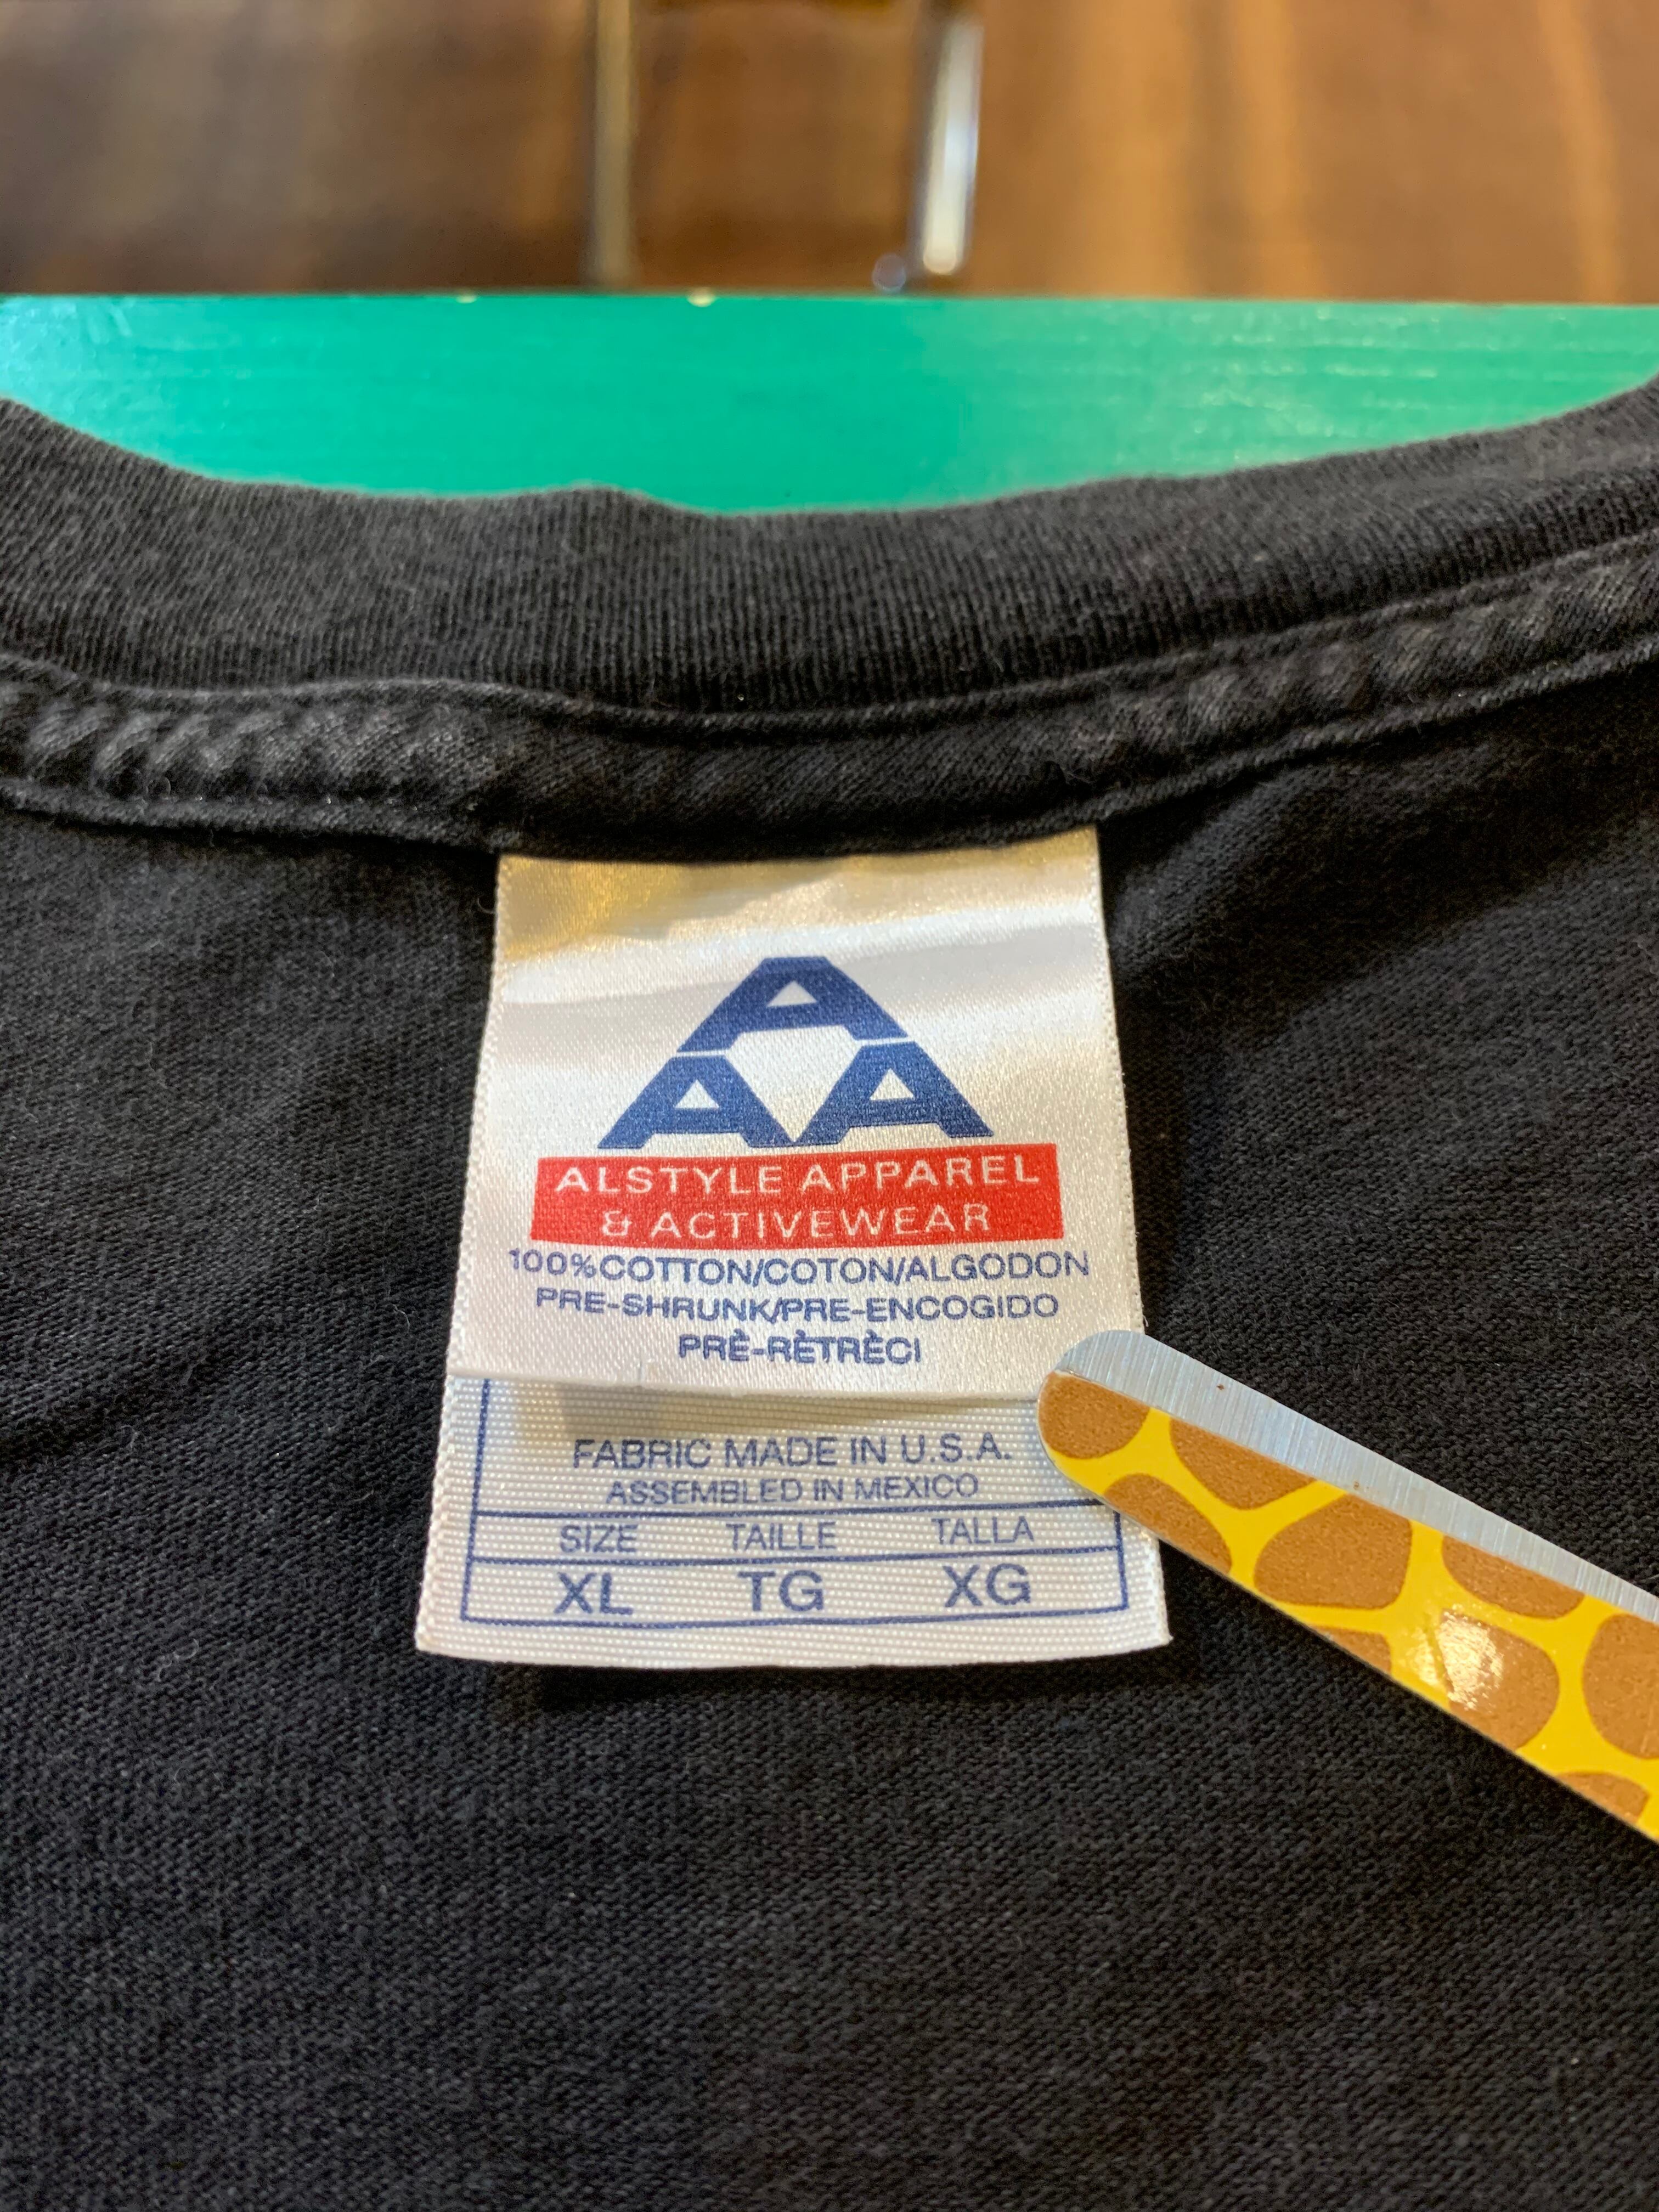 A
AA
ALSTYLE APPAREL
& ACTIVEWEAR
100%COTTON/COTON/ALGODON
PRE-SHRUNK/PRE-ENCOGIDO
PRÈ-RÈTRÈCI
FABRIC MADE IN U.S.A.
ASSEMBLED IN MEXICO
SIZE TAILLE TALLA
XL TG XG